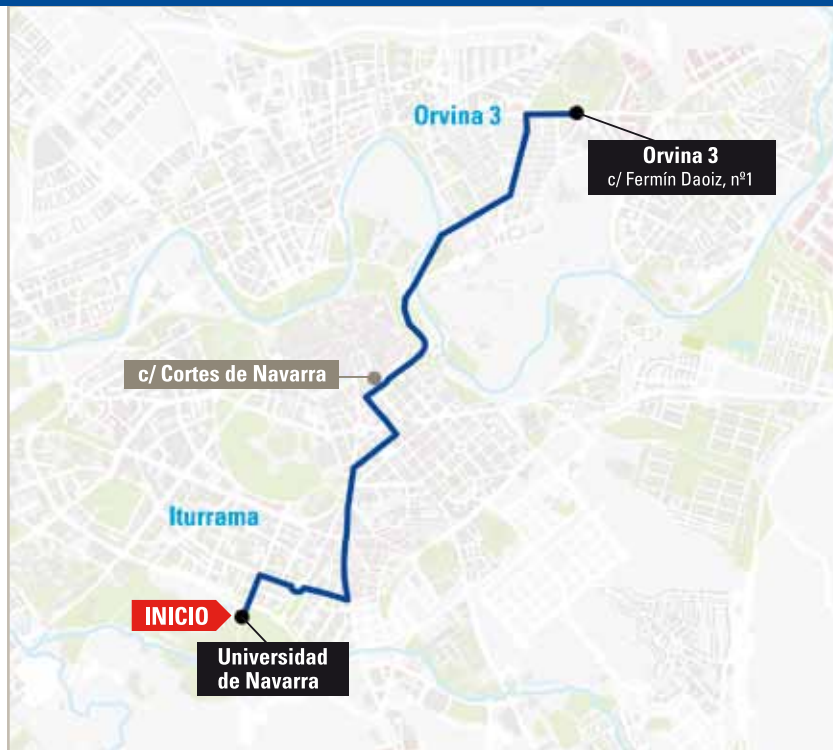 Orvina 3
Orvina 3
c/ Fermín Daoiz, nº1
c/ Cortes de Navarra
Iturrama
INICIO
Universidad
de Navarra